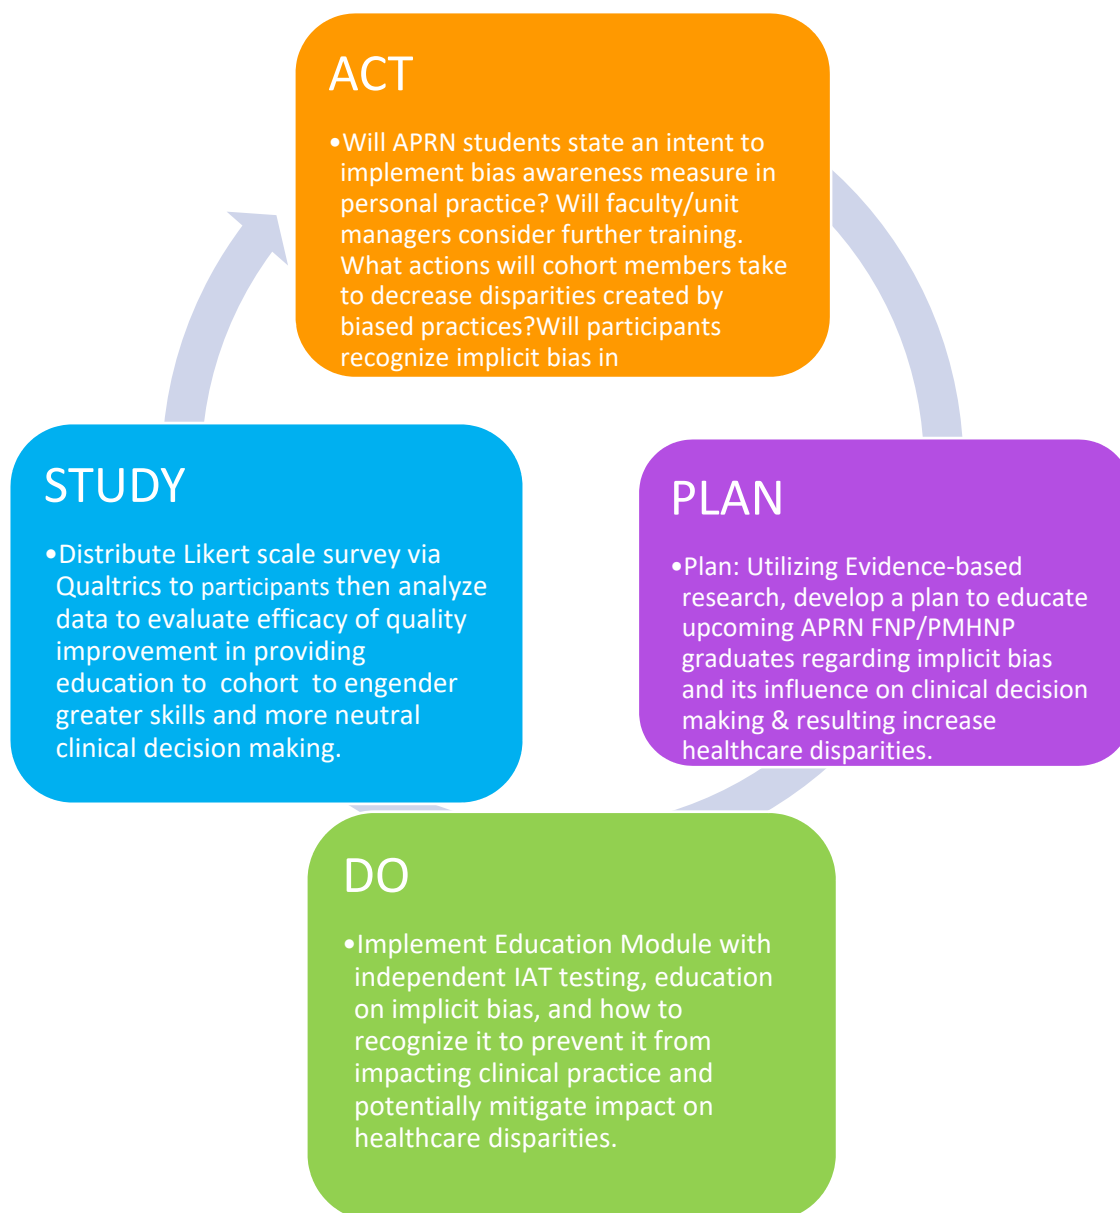 ACT
•Will APRN students state an intent to
implement bias awareness measure in
personal practice? Will faculty/unit
managers consider further training.
What actions will cohort members take
to decrease disparities created by
biased practices?Will participants
recognize implicit bias in
STUDY
•Distribute Likert scale survey via
Qualtrics to participants then analyze
data to evaluate efficacy of quality
improvement in providing
education to cohort to engender
greater skills and more neutral
clinical decision making.
PLAN
•Plan: Utilizing Evidence-based
research, develop a plan to educate
upcoming APRN FNP/PMHNP
graduates regarding implicit bias
and its influence on clinical decision
making & resulting increase
healthcare disparities.
DO
•Implement Education Module with
independent IAT testing, education
on implicit bias, and how to
recognize it to prevent it from
impacting clinical practice and
potentially mitigate impact on
healthcare disparities.